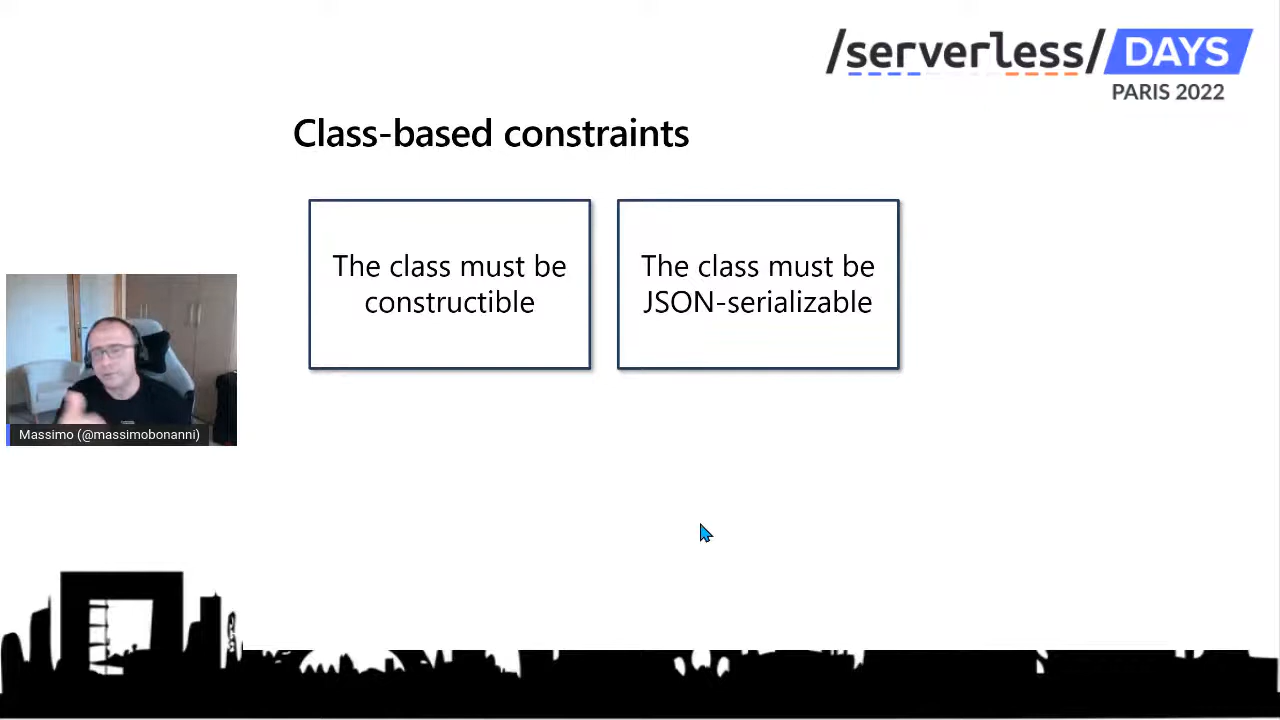 /serverless/ DAYS
PARIS 2022
Class-based constraints
The class must be
constructible
The class must be
JSON-serializable
Massimo (@massimobonanni)